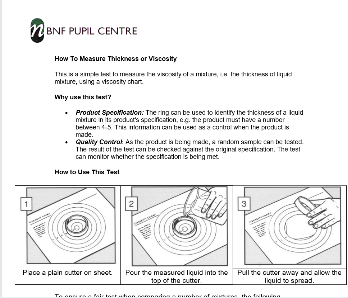 n BNF PUPIL CENTRE
How To Measure Thickness or Viscosity
This is a simple test to measure the viscosity of a mixture, i.e. the thickness of liquid
mixture, using a viscosity chart.
Why use this test?
• Product Specification: The ring can be used to identify the thickness of a liquid
mixture in its product's specification, e.g. the product must have a number
between 4-5. This information can be used as a control when the product is
made.
• Quality Control: As the product is being made, a random sample can be tested.
The result of the test can be checked against the original specification. The test
can monitor whether the specification is being met.
How to Use This Test
1
2
3
Place a plain cutter on sheet.
Pour the measured liquid into the
top of the cutter
Pull the cutter away and allow the
liquid to spread.
To ensure a fair test when comparing a number of mixtures, the following